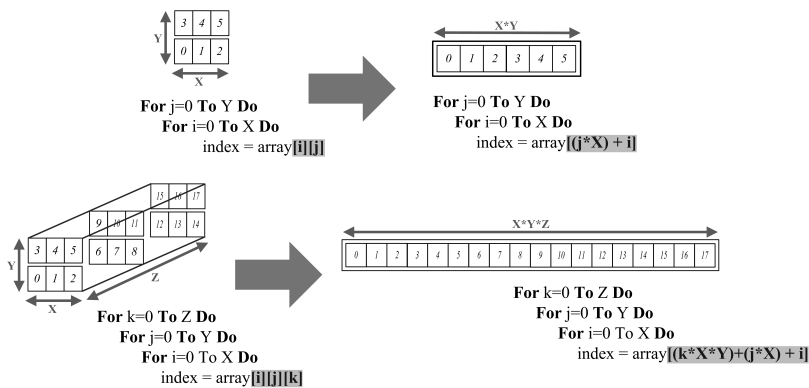 3 4 5
0 1 2
Y
X
For j=0 To Y Do
For i=0 To X Do
index = array[i][j]
X*Y
0 1 2 3 4 5
For j=0 To Y Do
For i=0 To X Do
index = array[(j*X) + i]
15 16 17
9 10 11
12 13 14
3 4 5
6 7 8
0 1 2
Y
X
Z
For k=0 To Z Do
For j=0 To Y Do
For i=0 To X Do
index = array[i][j][k]
X*Y*Z
0 1 2 3 4 5 6 7 8 9 10 11 12 13 14 15 16 17
For k=0 To Z Do
For j=0 To Y Do
For i=0 To X Do
index = array[(k*X*Y)+(j*X) + i]